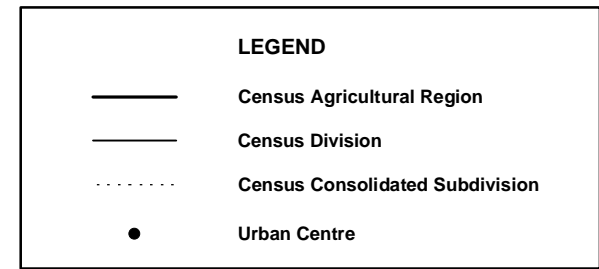 LEGEND
Census Agricultural Region
Census Division
Census Consolidated Subdivision
Urban Centre